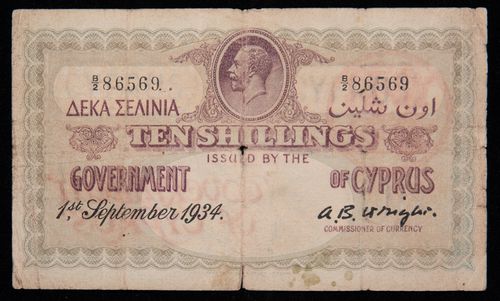 B/2 86569.. B/2 86569
ΔΕΚΑ ΣΕΛΙΝΙΑ اون شلين
TEN SHILLINGS
ISSUED BY THE
GOVERNMENT OF CYPRUS
1st September 1934. A.B. Wright.
COMMISSIONER OF CURRENCY